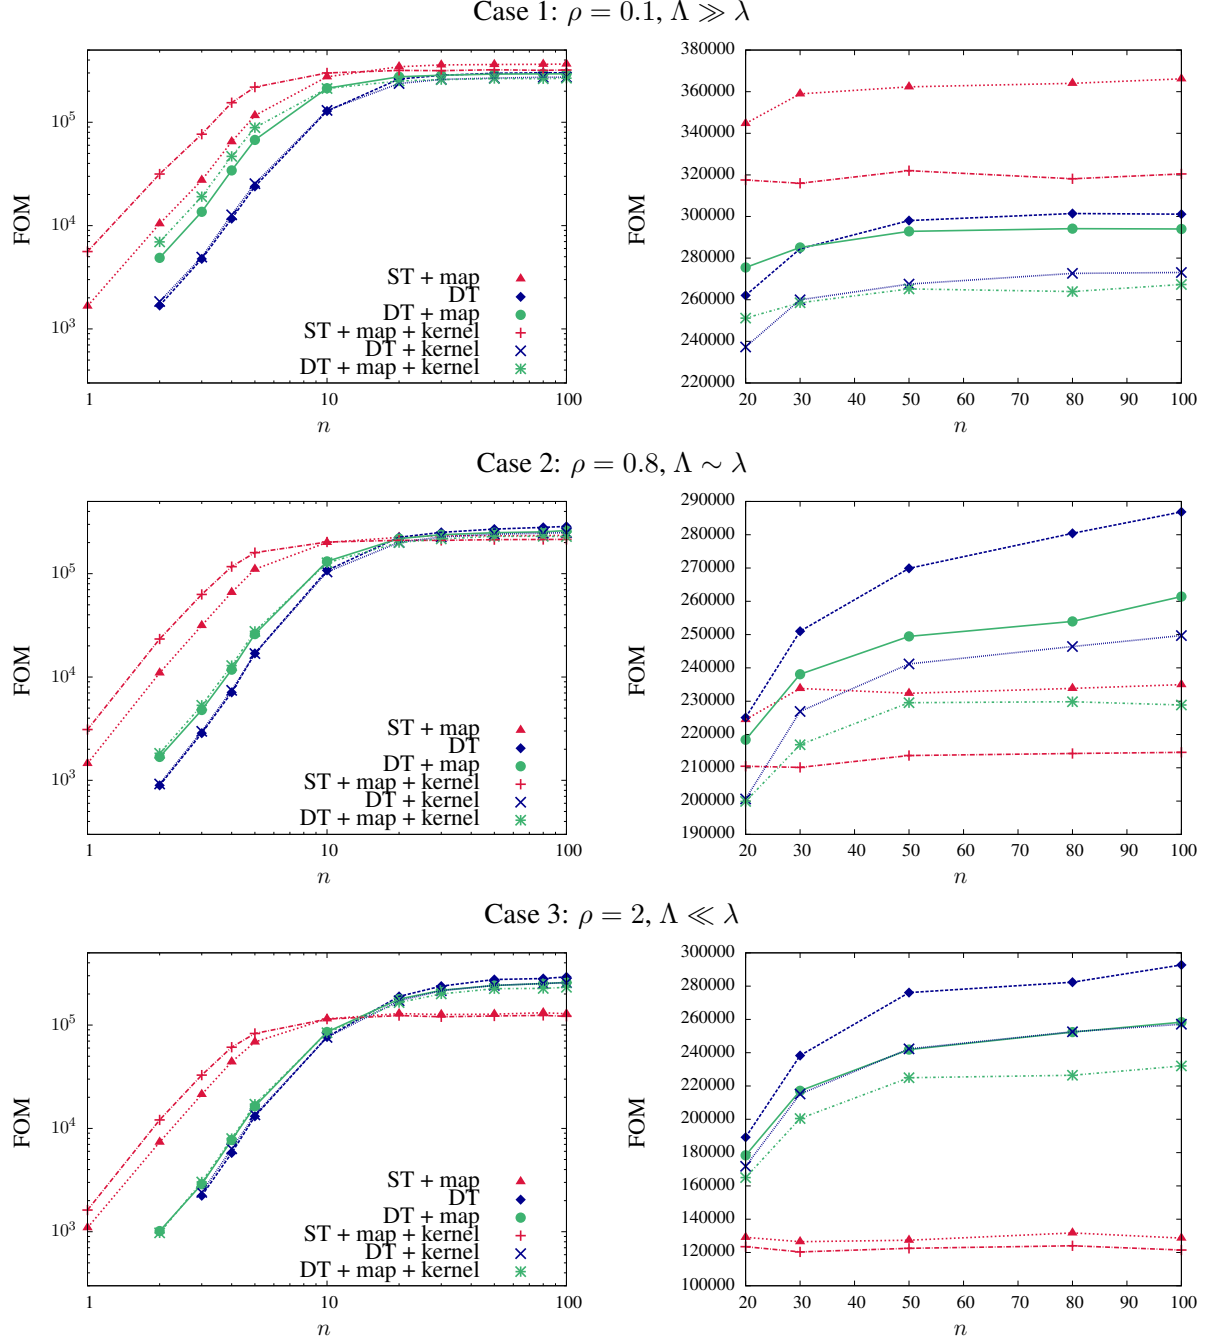 Case 1: ρ = 0.1, Λ ≫ λ
FOM
10^5
10^4
10^3
ST + map
DT
DT + map
ST + map + kernel
DT + kernel
DT + map + kernel
1 10 100
n
FOM
380000
360000
340000
320000
300000
280000
260000
240000
220000
20 30 40 50 60 70 80 90 100
n
Case 2: ρ = 0.8, Λ ∼ λ
FOM
10^5
10^4
10^3
ST + map
DT
DT + map
ST + map + kernel
DT + kernel
DT + map + kernel
1 10 100
n
FOM
290000
280000
270000
260000
250000
240000
230000
220000
210000
200000
190000
20 30 40 50 60 70 80 90 100
n
Case 3: ρ = 2, Λ ≪ λ
FOM
10^5
10^4
10^3
ST + map
DT
DT + map
ST + map + kernel
DT + kernel
DT + map + kernel
1 10 100
n
FOM
300000
280000
260000
240000
220000
200000
180000
160000
140000
120000
100000
20 30 40 50 60 70 80 90 100
n